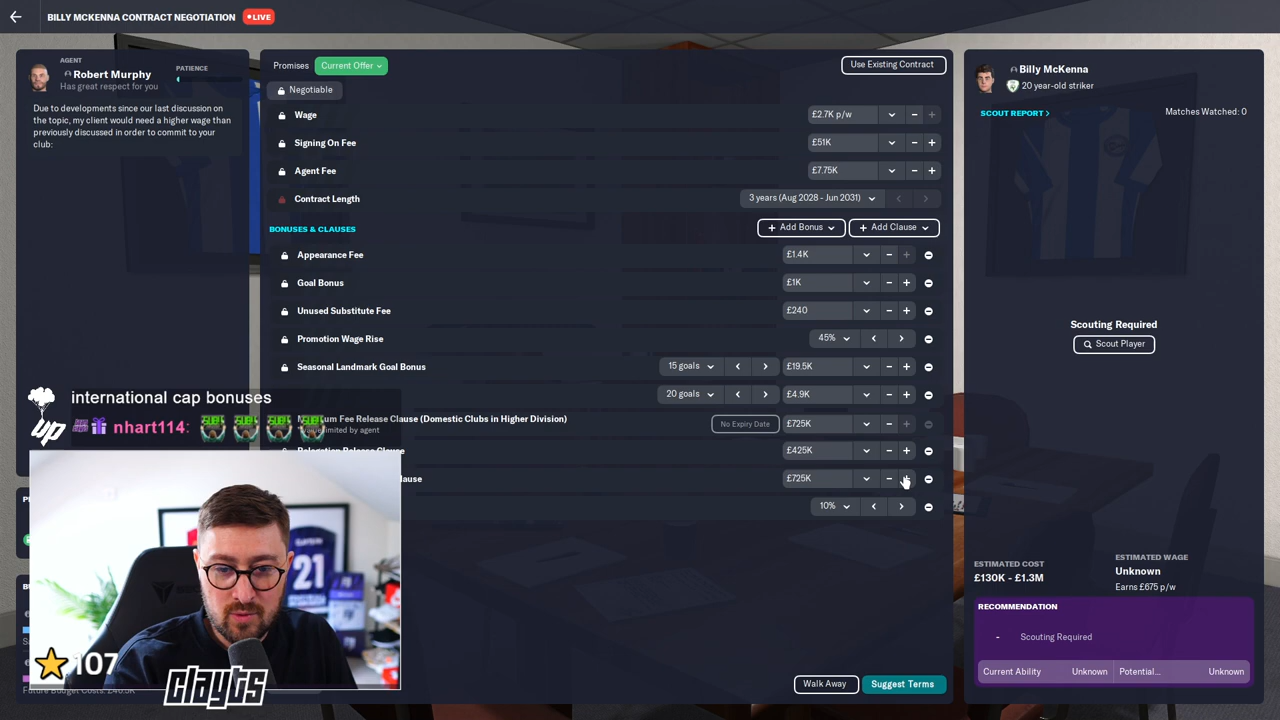 BILLY MCKENNA CONTRACT NEGOTIATION
LIVE
AGENT
Robert Murphy
Has great respect for you
PATIENCE
Due to developments since our last discussion on
the topic, my client would need a higher wage than
previously discussed in order to commit to your
club:
Promises
Current Offer
Use Existing Contract
Negotiable
Wage
£2.7K p/w
Signing On Fee
£51K
Agent Fee
£7.75K
Contract Length
3 years (Aug 2028 - Jun 2031)
BONUSES & CLAUSES
+ Add Bonus
+ Add Clause
Appearance Fee
£1.4K
Goal Bonus
£1K
Unused Substitute Fee
£240
Promotion Wage Rise
45%
Seasonal Landmark Goal Bonus
15 goals
£19.5K
20 goals
£4.9K
Fee Release Clause (Domestic Clubs in Higher Division)
by agent
No Expiry Date
£725K
£425K
£725K
10%
Walk Away
Suggest Terms
Billy McKenna
20 year-old striker
SCOUT REPORT >
Matches Watched: 0
Scouting Required
Scout Player
ESTIMATED COST
£130K - £1.3M
ESTIMATED WAGE
Unknown
Earns £675 p/w
RECOMMENDATION
-
Scouting Required
Current Ability
Unknown
Potential...
Unknown
international cap bonuses
up
nhart114:
21
107
clayts